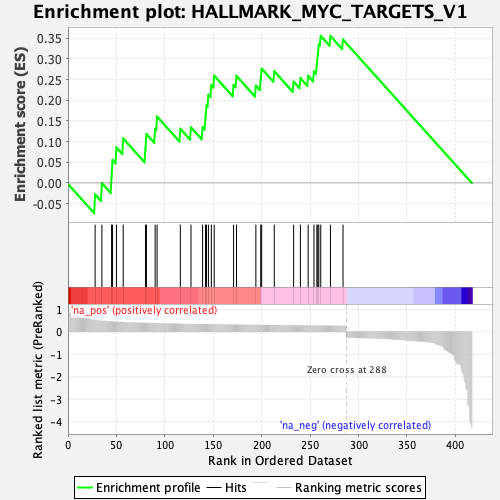 Enrichment plot: HALLMARK_MYC_TARGETS_V1
Enrichment score (ES)
0.35
0.30
0.25
0.20
0.15
0.10
0.05
0.00
-0.05
'na_pos' (positively correlated)
Ranked list metric (PreRanked)
1
0
-1
-2
-3
-4
Zero cross at 288
'na_neg' (negatively correlated)
0 50 100 150 200 250 300 350 400
Rank in Ordered Dataset
Enrichment profile Hits Ranking metric scores